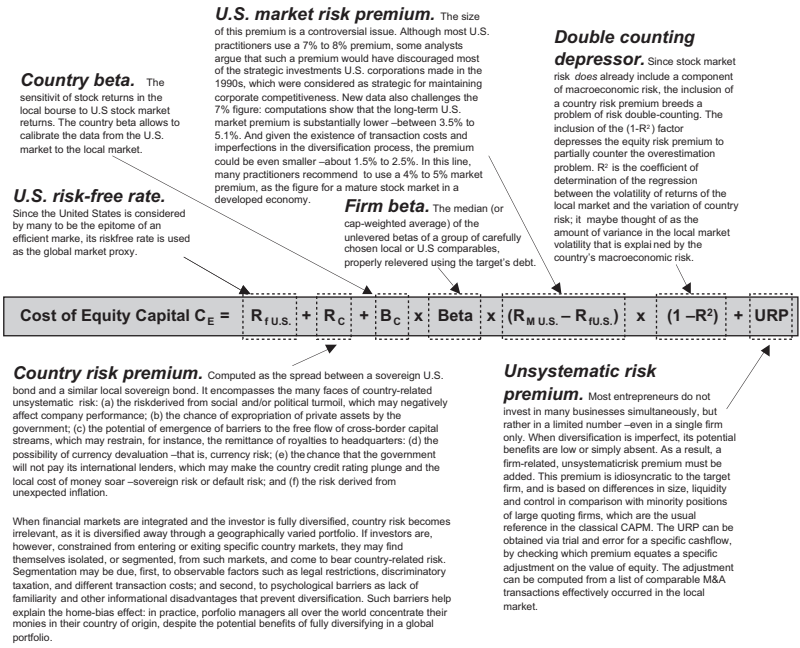 U.S. market risk premium. The size
of this premium is a controversial issue. Although most U.S.
practitioners use a 7% to 8% premium, some analysts
argue that such a premium would have discouraged most
of the strategic investments U.S. corporations made in the
1990s, which were considered as strategic for maintaining
corporate competitiveness. New data also challenges the
7% figure: computations show that the long-term U.S.
market premium is substantially lower –between 3.5% to
5.1%. And given the existence of transaction costs and
imperfections in the diversification process, the premium
could be even smaller –about 1.5% to 2.5%. In this line,
many practitioners recommend to use a 4% to 5% market
premium, as the figure for a mature stock market in a
developed economy.
Double counting
depressor. Since stock market
risk does already include a component
of macroeconomic risk, the inclusion of
a country risk premium breeds a
problem of risk double-counting. The
inclusion of the (1-R²) factor
depresses the equity risk premium to
partially counter the overestimation
problem. R² is the coefficient of
determination of the regression
between the volatility of returns of the
local market and the variation of country
risk; it maybe thought of as the
amount of variance in the local market
volatility that is explai ned by the
country's macroeconomic risk.
Country beta. The
sensitivit of stock returns in the
local bourse to U.S stock market
returns. The country beta allows to
calibrate the data from the U.S.
market to the local market.
U.S. risk-free rate.
Since the United States is considered
by many to be the epitome of an
efficient marke, its riskfree rate is used
as the global market proxy.
Firm beta. The median (or
cap-weighted average) of the
unlevered betas of a group of carefully
chosen local or U.S comparables,
properly relevered using the target's debt.
Cost of Equity Capital C E = R f U.S. + R C + B C x Beta x (R M U.S. – R fU.S.) x (1 –R²) + URP
Country risk premium. Computed as the spread between a sovereign U.S.
bond and a similar local sovereign bond. It encompasses the many faces of country-related
unsystematic risk: (a) the riskderived from social and/or political turmoil, which may negatively
affect company performance; (b) the chance of expropriation of private assets by the
government; (c) the potential of emergence of barriers to the free flow of cross-border capital
streams, which may restrain, for instance, the remittance of royalties to headquarters: (d) the
possibility of currency devaluation –that is, currency risk; (e) the chance that the government
will not pay its international lenders, which may make the country credit rating plunge and the
local cost of money soar –sovereign risk or default risk; and (f) the risk derived from
unexpected inflation.
When financial markets are integrated and the investor is fully diversified, country risk becomes
irrelevant, as it is diversified away through a geographically varied portfolio. If investors are,
however, constrained from entering or exiting specific country markets, they may find
themselves isolated, or segmented, from such markets, and come to bear country-related risk.
Segmentation may be due, first, to observable factors such as legal restrictions, discriminatory
taxation, and different transaction costs; and second, to psychological barriers as lack of
familiarity and other informational disadvantages that prevent diversification. Such barriers help
explain the home-bias effect: in practice, porfolio managers all over the world concentrate their
monies in their country of origin, despite the potential benefits of fully diversifying in a global
portfolio.
Unsystematic risk
premium. Most entrepreneurs do not
invest in many businesses simultaneously, but
rather in a limited number –even in a single firm
only. When diversification is imperfect, its potential
benefits are low or simply absent. As a result, a
firm-related, unsystematicrisk premium must be
added. This premium is idiosyncratic to the target
firm, and is based on differences in size, liquidity
and control in comparison with minority positions
of large quoting firms, which are the usual
reference in the classical CAPM. The URP can be
obtained via trial and error for a specific cashflow,
by checking which premium equates a specific
adjustment on the value of equity. The adjustment
can be computed from a list of comparable M&A
transactions effectively occurred in the local
market.